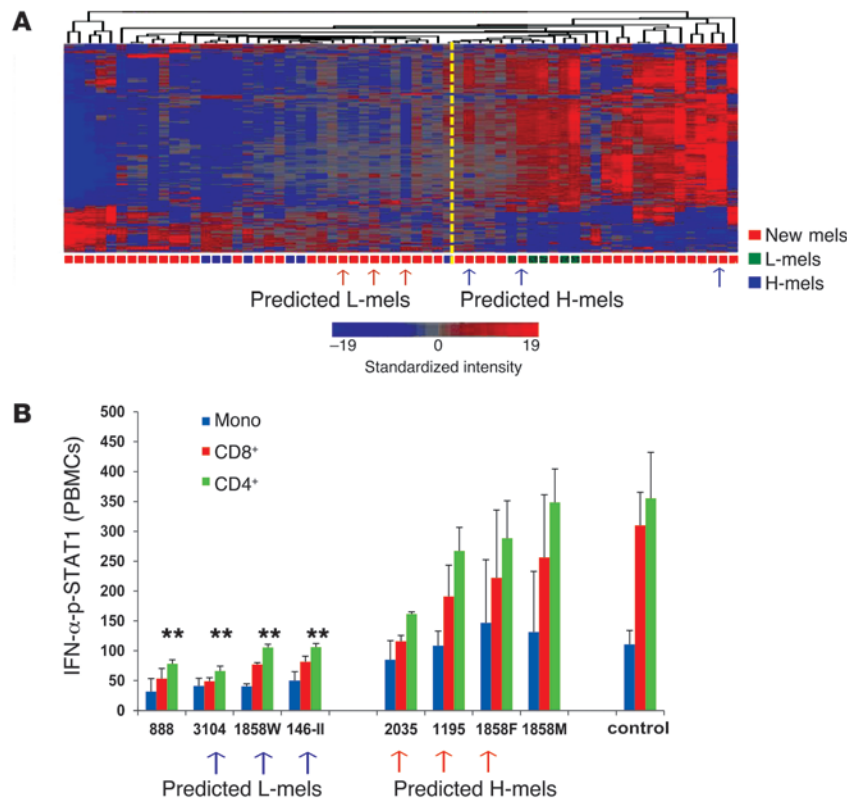 A
New mels
L-mels
H-mels
Predicted L-mels Predicted H-mels
−19 0 19
Standardized intensity
B
IFN-α-p-STAT1 (PBMCs)
500
450
400
350
300
250
200
150
100
50
0
Mono
CD8+
CD4+
** ** ** **
888 3104 1858W 146-II 2035 1195 1858F 1858M control
Predicted L-mels Predicted H-mels